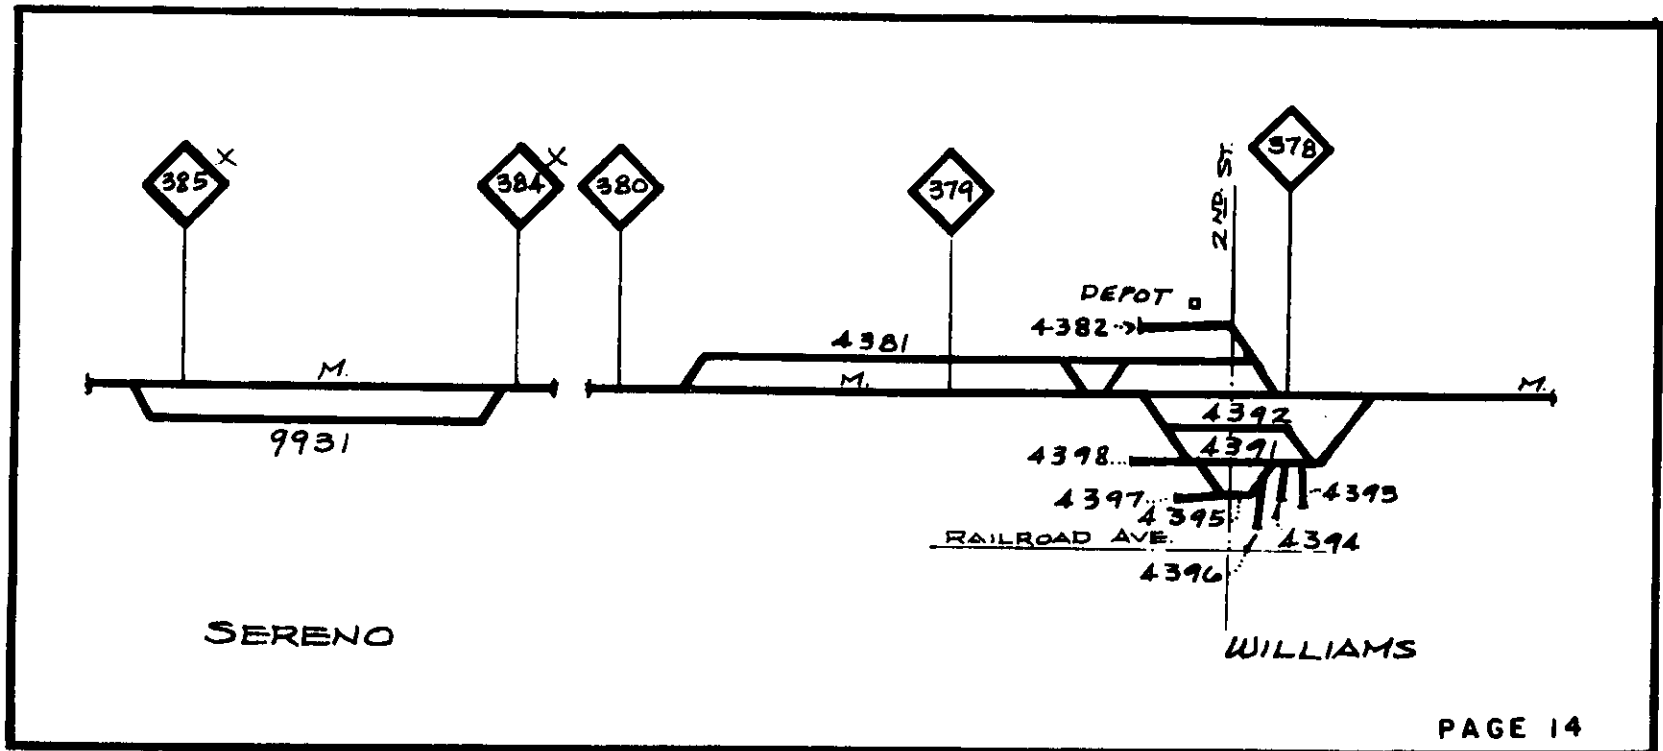 385
X
384
X
380
379
2ND. ST.
378
DEPOT
4382
4381
M.
M.
M.
9931
4392
4391
4398
4397
4395
4393
4394
RAILROAD AVE.
4396
SERENO
WILLIAMS
PAGE 14